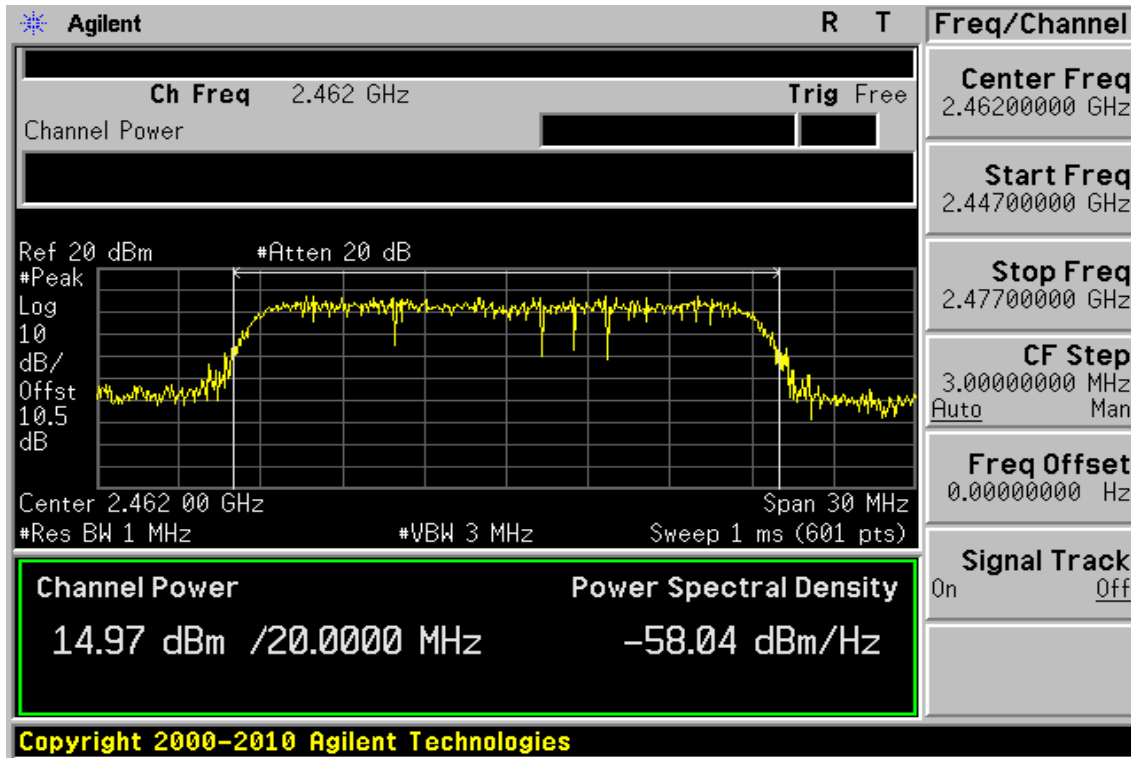 Agilent R T
Ch Freq 2.462 GHz Trig Free
Channel Power
Ref 20 dBm #Atten 20 dB
#Peak
Log
10
dB/
Offst
10.5
dB
Center 2.462 00 GHz Span 30 MHz
#Res BW 1 MHz #VBW 3 MHz Sweep 1 ms (601 pts)
Channel Power Power Spectral Density
14.97 dBm /20.0000 MHz -58.04 dBm/Hz
Copyright 2000-2010 Agilent Technologies
Freq/Channel
Center Freq
2.46200000 GHz
Start Freq
2.44700000 GHz
Stop Freq
2.47700000 GHz
CF Step
3.00000000 MHz
Auto Man
Freq Offset
0.00000000 Hz
Signal Track
On Off